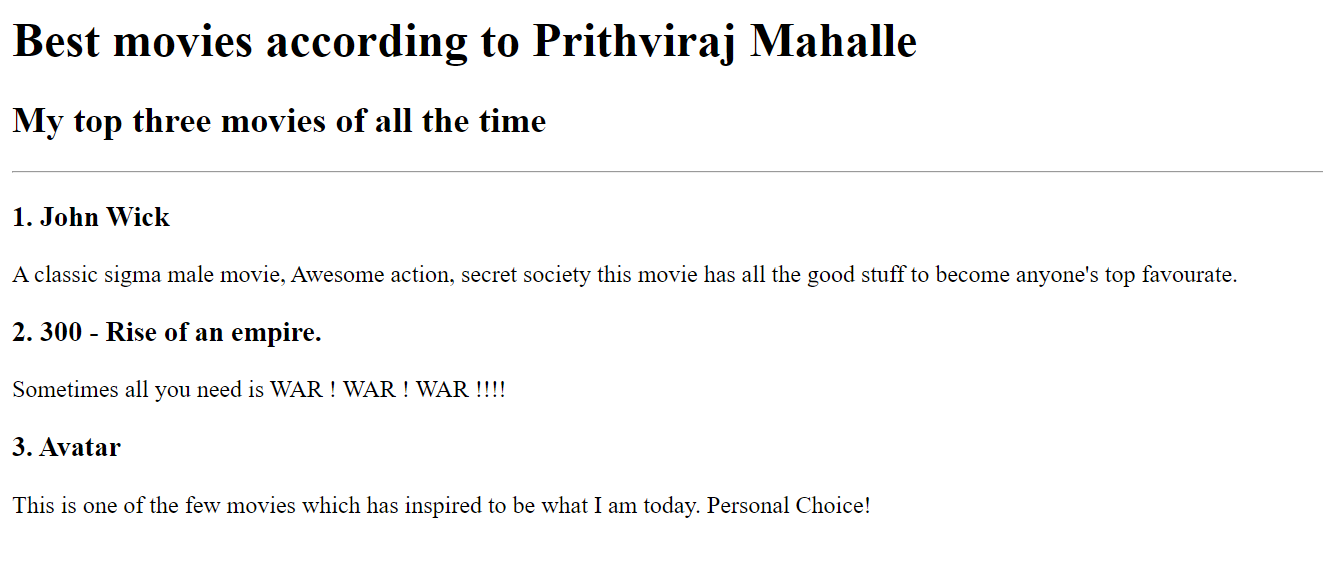 Best movies according to Prithviraj Mahalle
My top three movies of all the time
1. John Wick
A classic sigma male movie, Awesome action, secret society this movie has all the good stuff to become anyone's top favourate.
2. 300 - Rise of an empire.
Sometimes all you need is WAR ! WAR ! WAR !!!!
3. Avatar
This is one of the few movies which has inspired to be what I am today. Personal Choice!